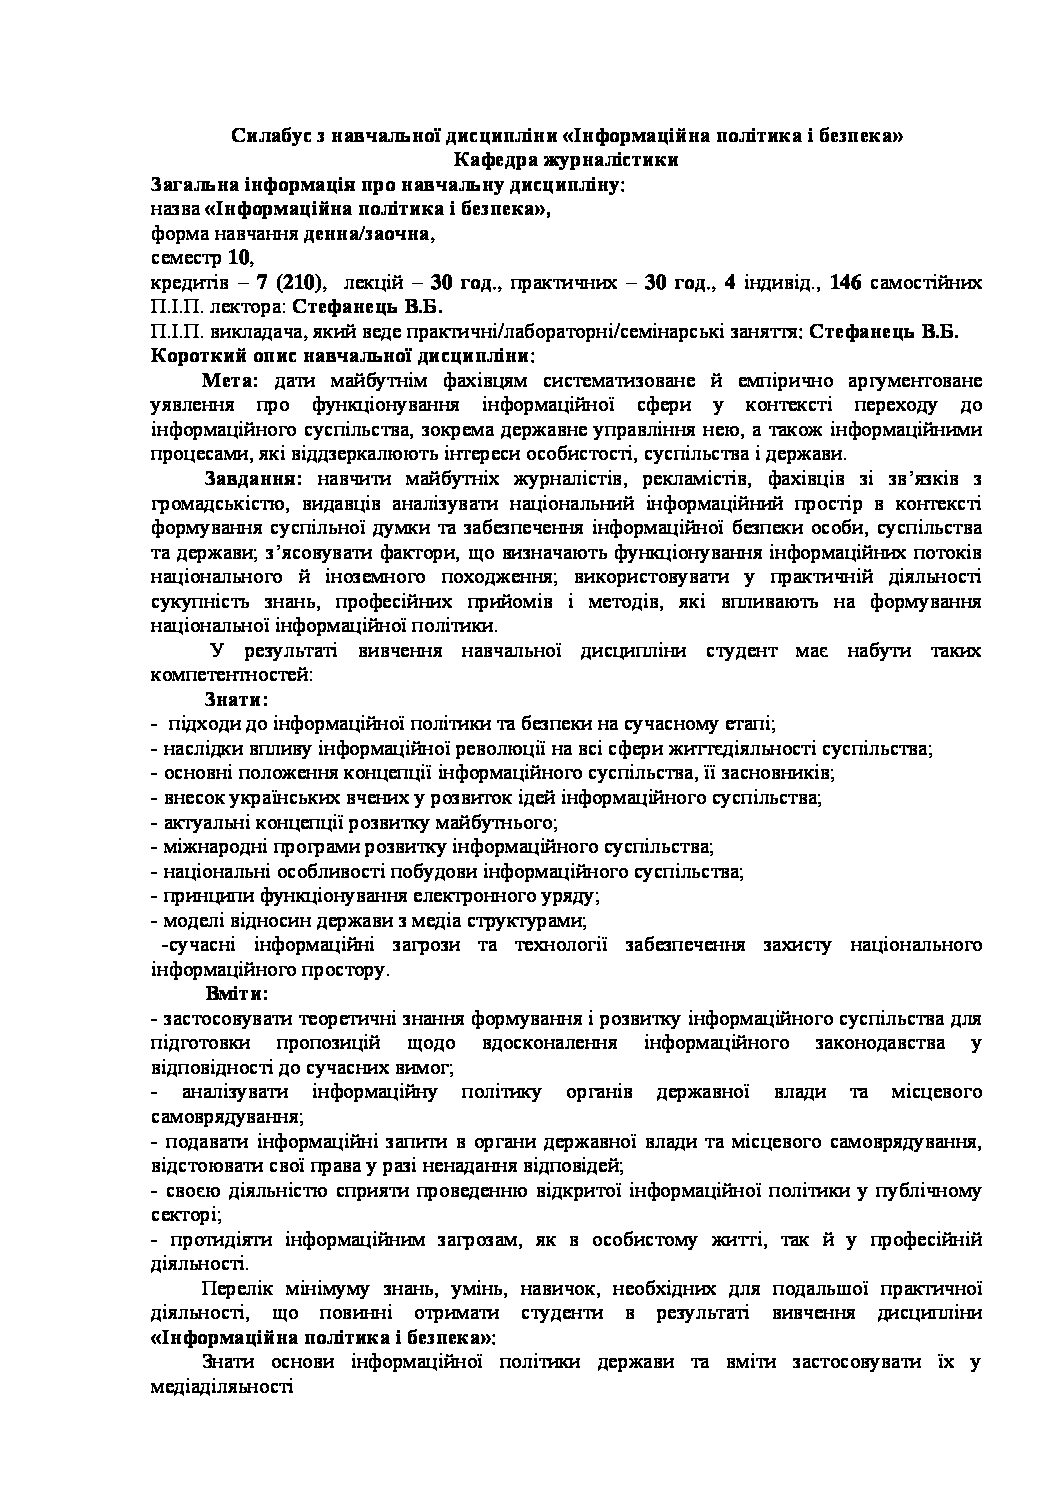 Силабус з навчальної дисципліни «Інформаційна політика і безпека»
Кафедра журналістики
Загальна інформація про навчальну дисципліну:
назва «Інформаційна політика і безпека»,
форма навчання денна/заочна,
семестр 10,
кредитів – 7 (210), лекцій – 30 год., практичних – 30 год., 4 індивід., 146 самостійних
П.І.П. лектора: Стефанець В.Б.
П.І.П. викладача, який веде практичні/лабораторні/семінарські заняття: Стефанець В.Б.
Короткий опис навчальної дисципліни:
Мета: дати майбутнім фахівцям систематизоване й емпірично аргументоване
уявлення про функціонування інформаційної сфери у контексті переходу до
інформаційного суспільства, зокрема державне управління нею, а також інформаційними
процесами, які віддзеркалюють інтереси особистості, суспільства і держави.
Завдання: навчити майбутніх журналістів, рекламістів, фахівців зі зв’язків з
громадськістю, видавців аналізувати національний інформаційний простір в контексті
формування суспільної думки та забезпечення інформаційної безпеки особи, суспільства
та держави; з’ясовувати фактори, що визначають функціонування інформаційних потоків
національного й іноземного походження; використовувати у практичній діяльності
сукупність знань, професійних прийомів і методів, які впливають на формування
національної інформаційної політики.
У результаті вивчення навчальної дисципліни студент має набути таких
компетентностей:
Знати:
- підходи до інформаційної політики та безпеки на сучасному етапі;
- наслідки впливу інформаційної революції на всі сфери життєдіяльності суспільства;
- основні положення концепції інформаційного суспільства, її засновників;
- внесок українських вчених у розвиток ідей інформаційного суспільства;
- актуальні концепції розвитку майбутнього;
- міжнародні програми розвитку інформаційного суспільства;
- національні особливості побудови інформаційного суспільства;
- принципи функціонування електронного уряду;
- моделі відносин держави з медіа структурами;
-сучасні інформаційні загрози та технології забезпечення захисту національного
інформаційного простору.
Вміти:
- застосовувати теоретичні знання формування і розвитку інформаційного суспільства для
підготовки пропозицій щодо вдосконалення інформаційного законодавства у
відповідності до сучасних вимог;
- аналізувати інформаційну політику органів державної влади та місцевого
самоврядування;
- подавати інформаційні запити в органи державної влади та місцевого самоврядування,
відстоювати свої права у разі ненадання відповідей;
- своєю діяльністю сприяти проведенню відкритої інформаційної політики у публічному
секторі;
- протидіяти інформаційним загрозам, як в особистому житті, так й у професійній
діяльності.
Перелік мінімуму знань, умінь, навичок, необхідних для подальшої практичної
діяльності, що повинні отримати студенти в результаті вивчення дисципліни
«Інформаційна політика і безпека»:
Знати основи інформаційної політики держави та вміти застосовувати їх у
медіаділяьності